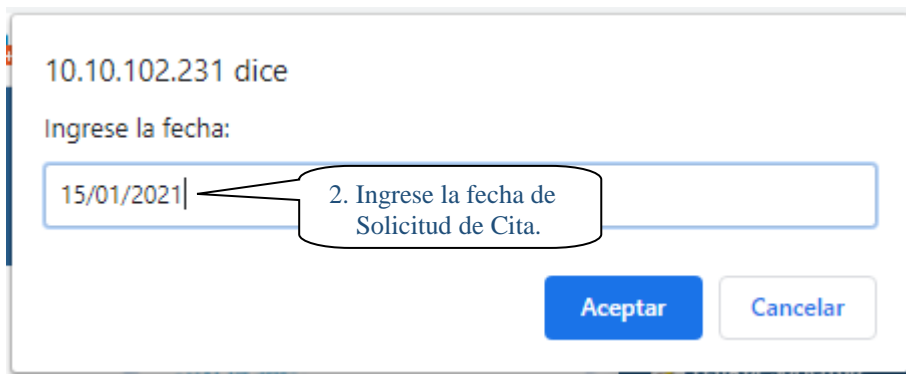 10.10.102.231 dice
Ingrese la fecha:
15/01/2021
2. Ingrese la fecha de
Solicitud de Cita.
Aceptar
Cancelar